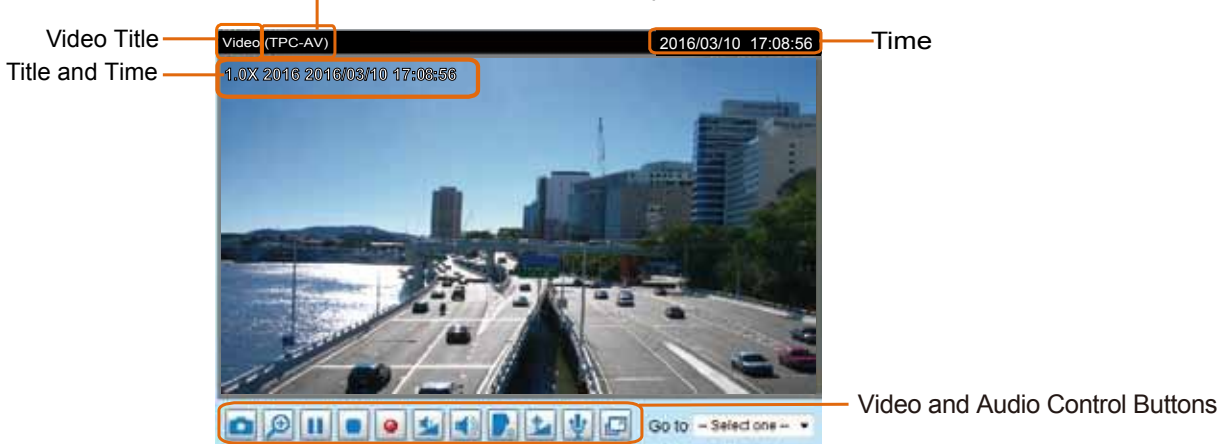 Video Title
Video (TPC-AV)
2016/03/10 17:08:56
Time
Title and Time
1.0X 2016 2016/03/10 17:08:56
Video and Audio Control Buttons
Go to -- Select one --